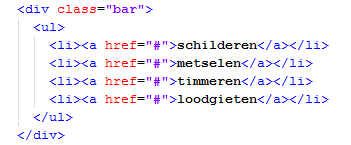 <div class="bar">
  <ul>
    <li><a href="#">schilderen</a></li>
    <li><a href="#">metselen</a></li>
    <li><a href="#">timmeren</a></li>
    <li><a href="#">loodgieten</a></li>
  </ul>
</div>